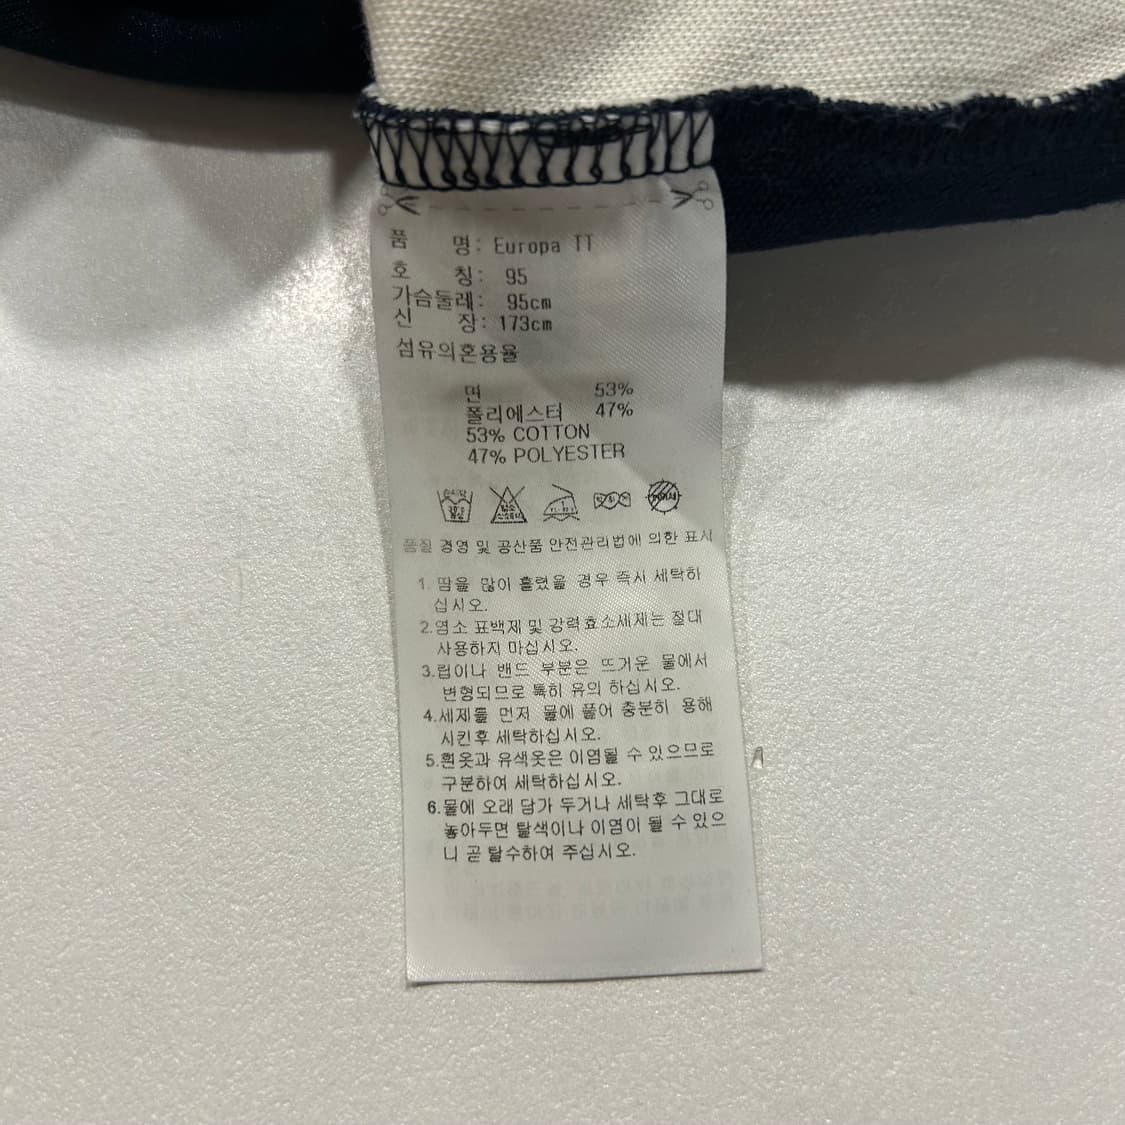 품 명: Europa TT
호 칭: 95
가슴둘레: 95cm
신 장: 173cm
섬유의혼용율
면 53%
폴리에스터 47%
53% COTTON
47% POLYESTER
품질 경영 및 공산품 안전관리법에 의한 표시
1. 땀을 많이 흘렸을 경우 즉시 세탁하
십시오.
2.염소 표백제 및 강력효소세제는 절대
사용하지 마십시오.
3.립이나 밴드 부분은 뜨거운 물에서
변형되므로 특히 유의 하십시오.
4.세제를 먼저 물에 풀어 충분히 용해
시킨후 세탁하십시오.
5.흰옷과 유색옷은 이염될 수 있으므로
구분하여 세탁하십시오.
6.물에 오래 담가 두거나 세탁후 그대로
놓아두면 탈색이나 이염이 될 수 있으
니 곧 탈수하여 주십시오.